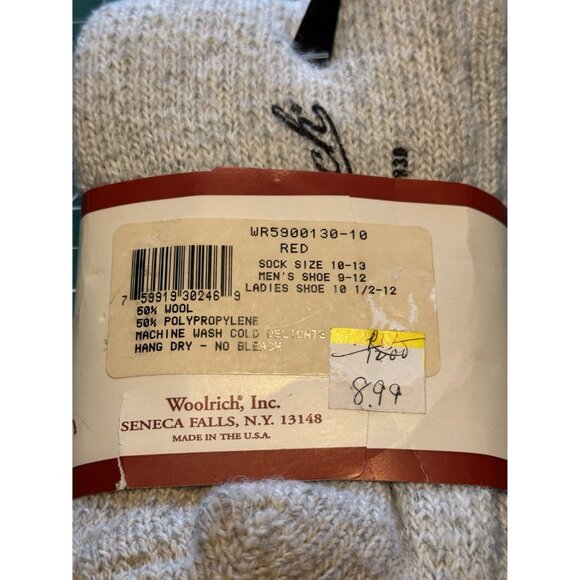 ck
WR5900130-10
RED
SOCK SIZE 10-13
MEN'S SHOE 9-12
LADIES SHOE 10 1/2-12
7 59919 30246 9
50% WOOL
50% POLYPROPYLENE
MACHINE WASH COLD DELICATE
HANG DRY - NO BLEACH
8.99
Woolrich®, Inc.
SENECA FALLS, N.Y. 13148
MADE IN THE U.S.A.